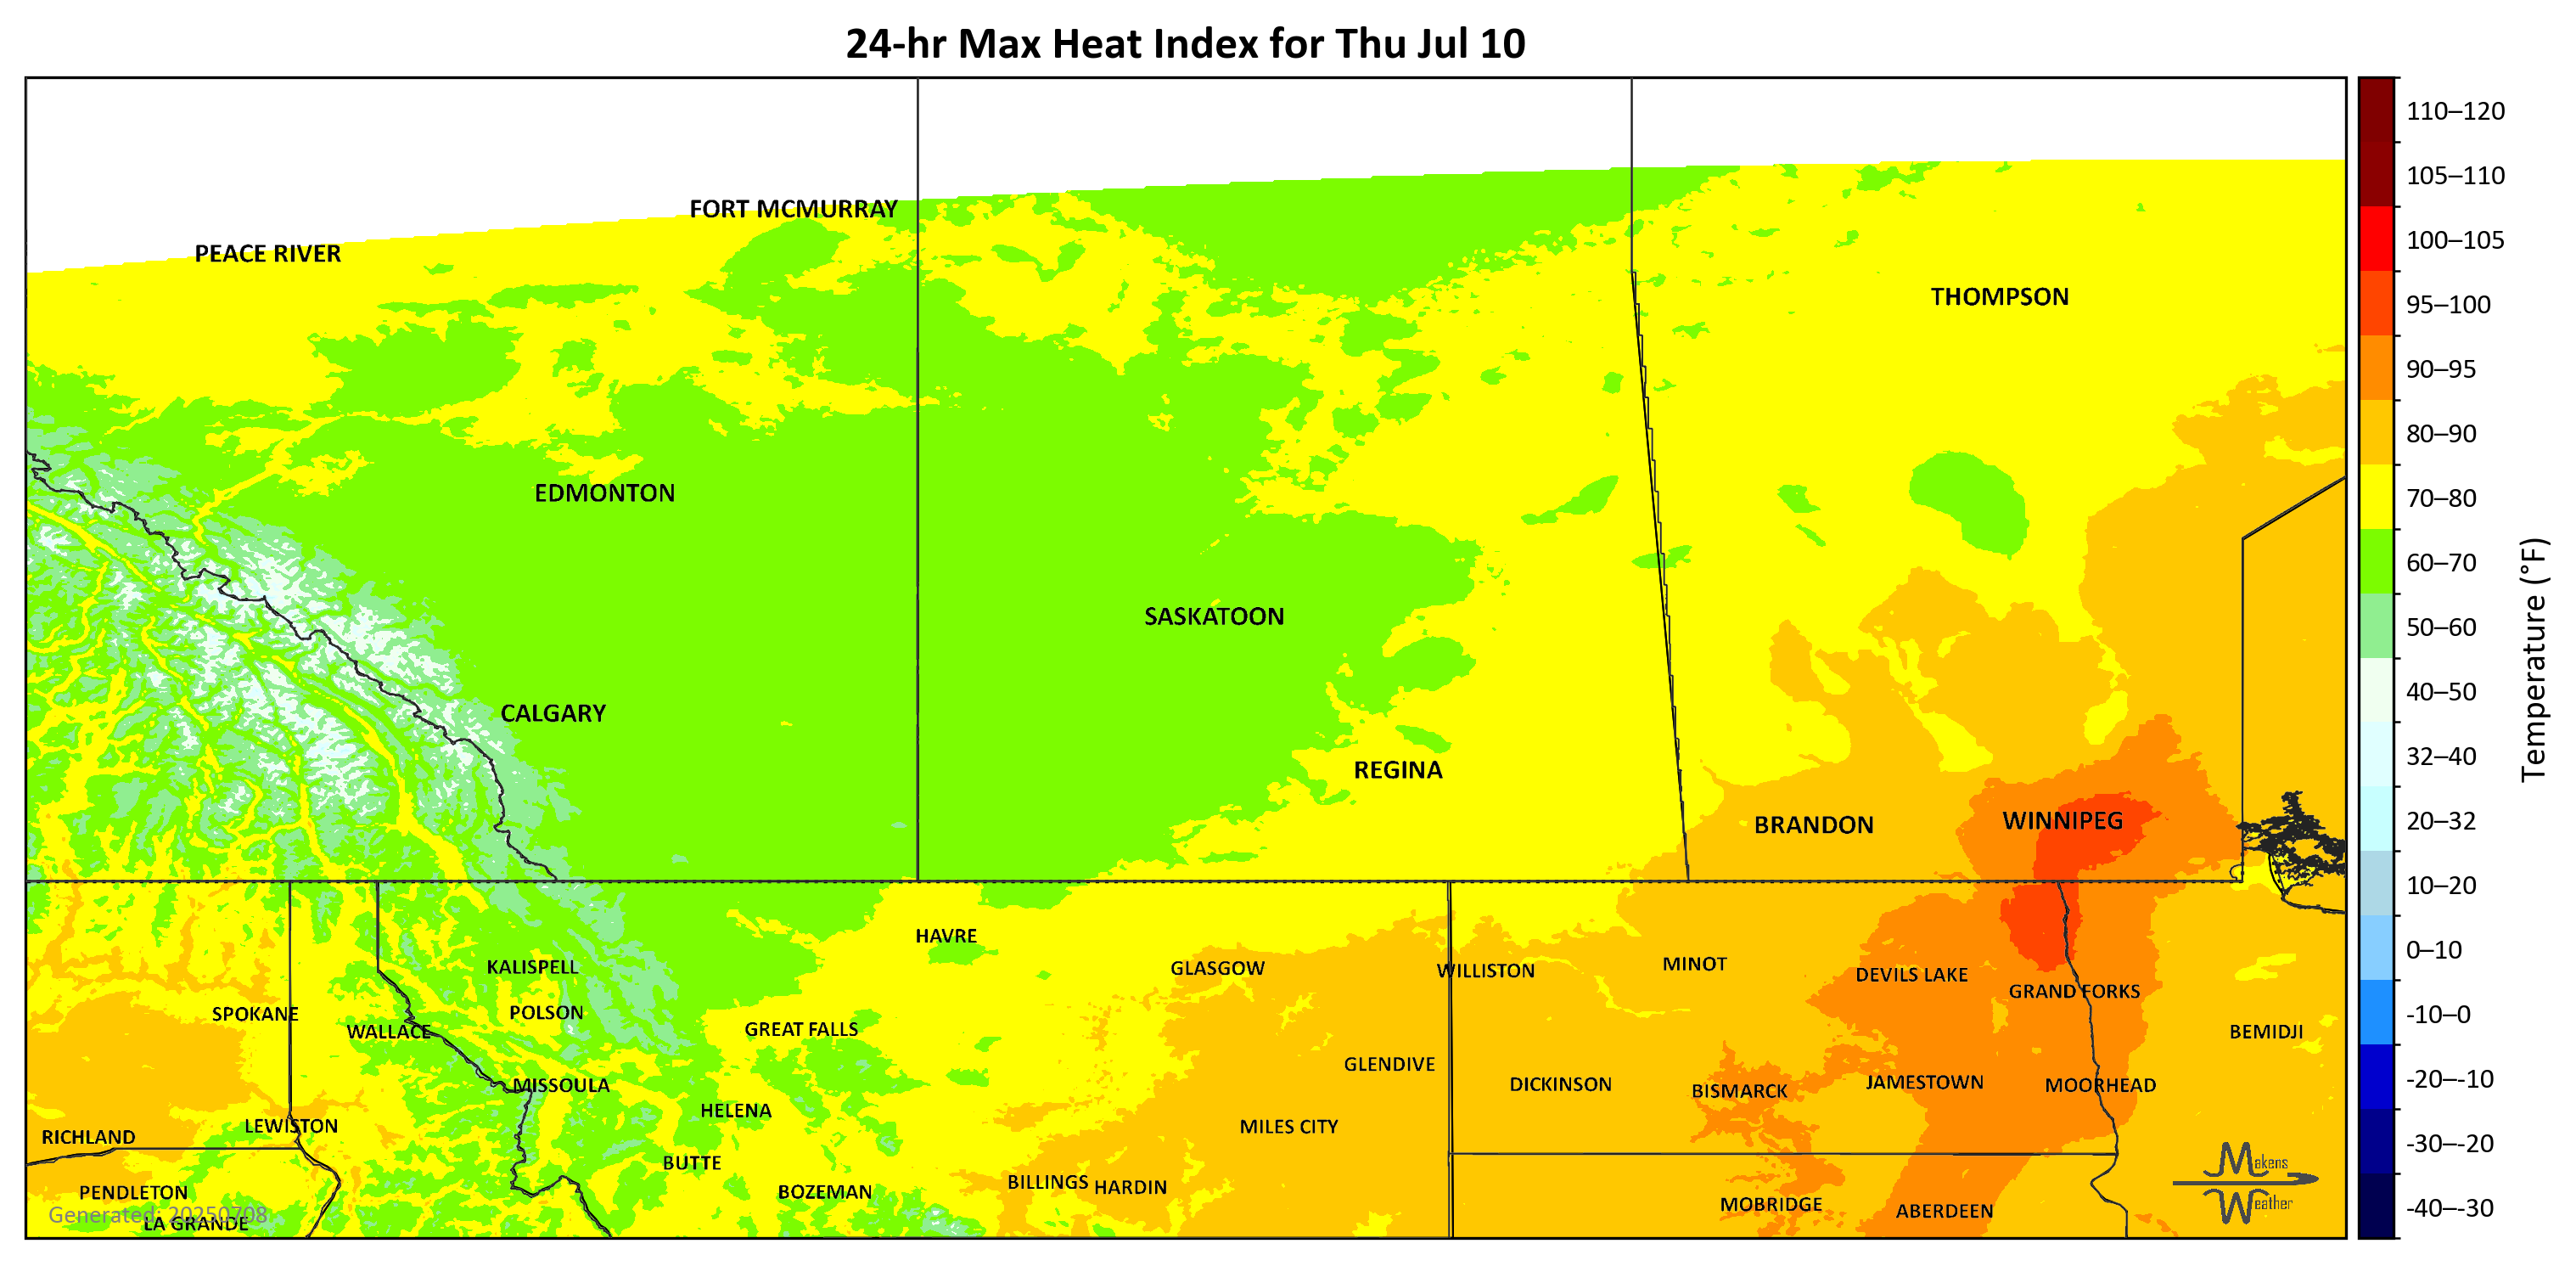 24-hr Max Heat Index for Thu Jul 10
FORT MCMURRAY
PEACE RIVER
THOMPSON
EDMONTON
SASKATOON
CALGARY
REGINA
BRANDON
WINNIPEG
HAVRE
GLASGOW
WILLISTON
MINOT
KALISPELL
DEVILS LAKE
GRAND FORKS
SPOKANE
POLSON
WALLACE
GREAT FALLS
BEMIDJI
GLENDIVE
MISSOULA
DICKINSON
BISMARCK
JAMESTOWN
MOORHEAD
HELENA
LEWISTON
MILES CITY
RICHLAND
BUTTE
BILLINGS
HARDIN
PENDLETON
BOZEMAN
MOBRIDGE
ABERDEEN
Generated: 20250708
LA GRANDE
Makens
Weather
110–120
105–110
100–105
95–100
90–95
80–90
70–80
60–70
50–60
40–50
32–40
20–32
10–20
0–10
-10–0
-20–-10
-30–-20
-40–-30
Temperature (°F)